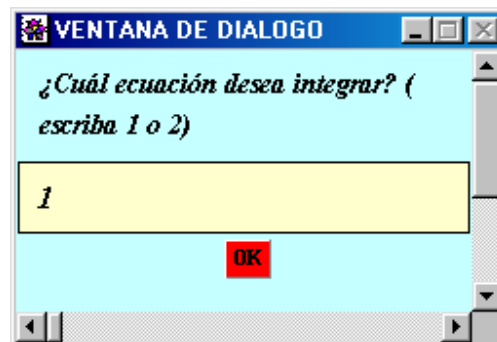 VENTANA DE DIALOGO
¿Cuál ecuación desea integrar? (
escriba 1 o 2)
1
OK